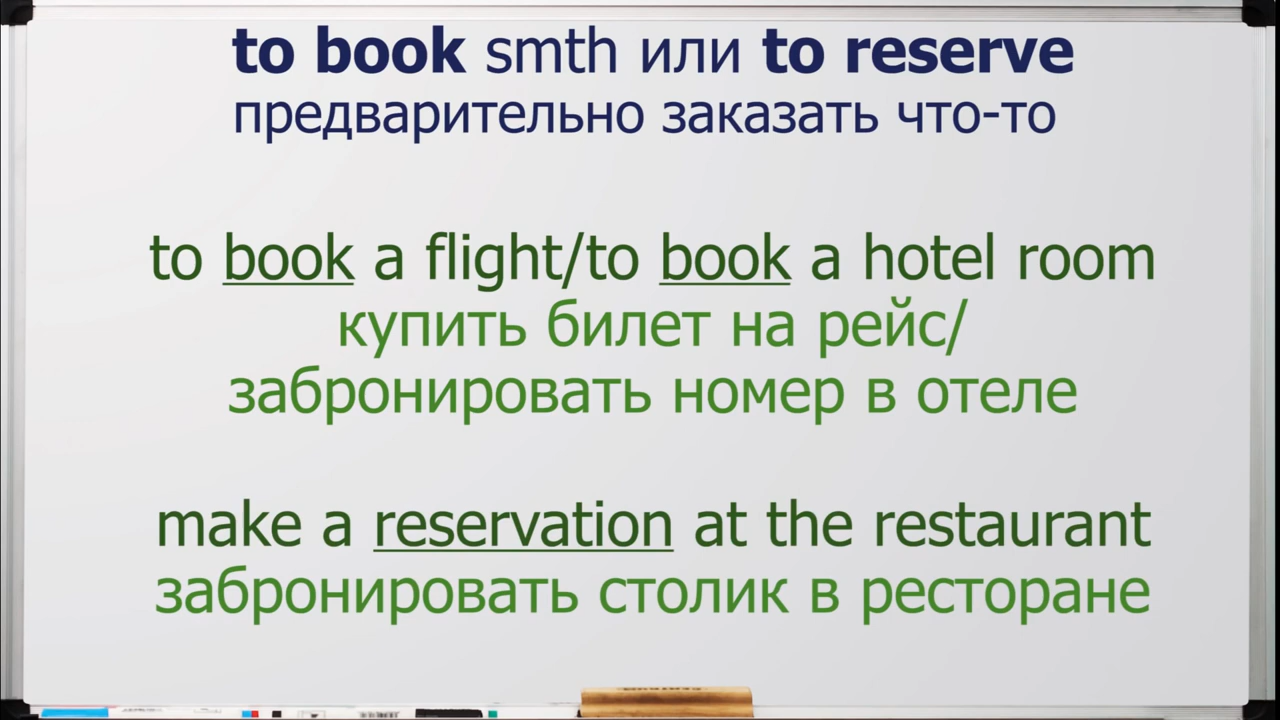 to book smth или to reserve
предварительно заказать что-то
to book a flight/to book a hotel room
купить билет на рейс/
забронировать номер в отеле
make a reservation at the restaurant
забронировать столик в ресторане